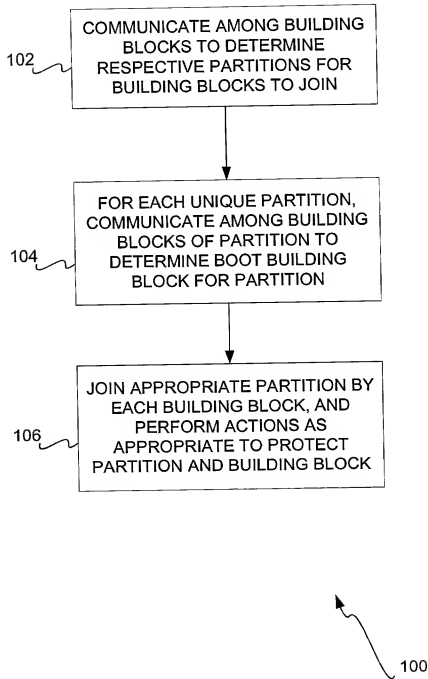 COMMUNICATE AMONG BUILDING
BLOCKS TO DETERMINE
RESPECTIVE PARTITIONS FOR
BUILDING BLOCKS TO JOIN
102
FOR EACH UNIQUE PARTITION,
COMMUNICATE AMONG BUILDING
BLOCKS OF PARTITION TO
DETERMINE BOOT BUILDING
BLOCK FOR PARTITION
104
JOIN APPROPRIATE PARTITION BY
EACH BUILDING BLOCK, AND
PERFORM ACTIONS AS
APPROPRIATE TO PROTECT
PARTITION AND BUILDING BLOCK
106
100